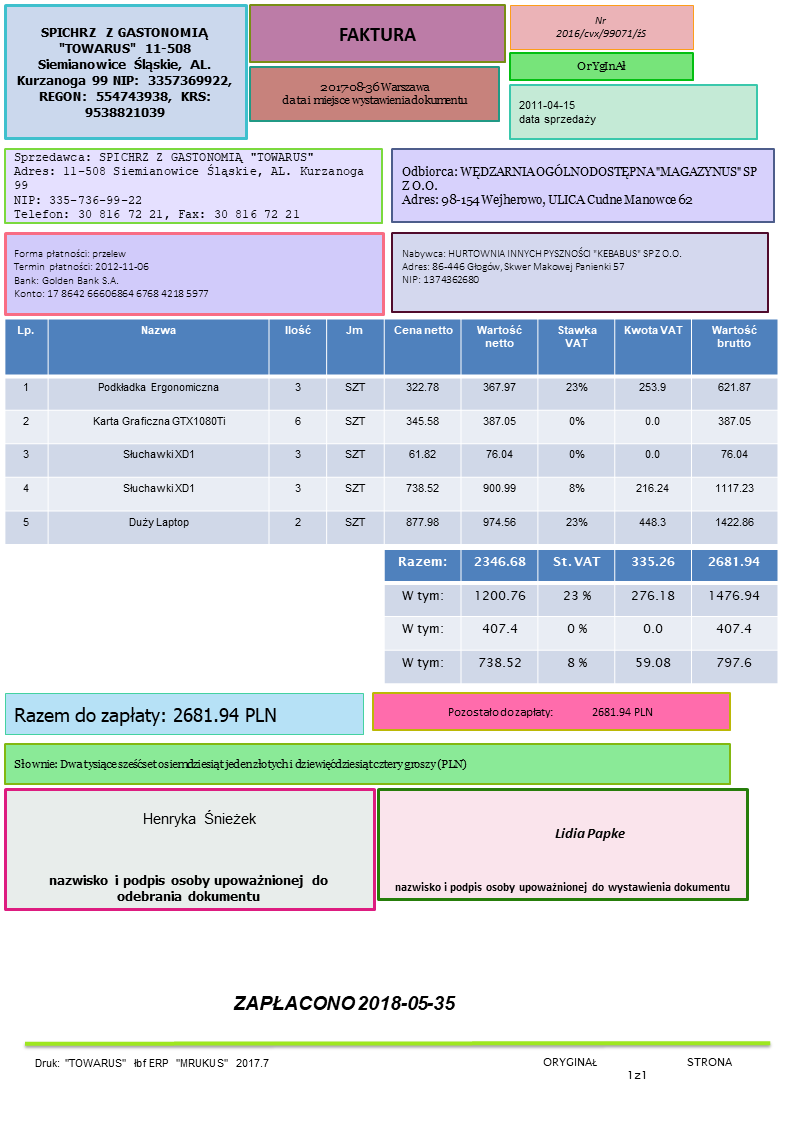 SPICHRZ Z GASTONOMIĄ
"TOWARUS" 11-508
Siemianowice Śląskie, AL.
Kurzanoga 99 NIP: 3357369922,
REGON: 554743938, KRS:
9538821039
FAKTURA
2017-08-36 Warszawa
data i miejsce wystawienia dokumentu
Nr
2016/cvx/99071/źS
OrYgInAł
2011-04-15
data sprzedaży
Sprzedawca: SPICHRZ Z GASTONOMIĄ "TOWARUS"
Adres: 11-508 Siemianowice Śląskie, AL. Kurzanoga
99
NIP: 335-736-99-22
Telefon: 30 816 72 21, Fax: 30 816 72 21
Odbiorca: WĘDZARNIA OGÓLNODOSTĘPNA "MAGAZYNUS" SP
Z O.O.
Adres: 98-154 Wejherowo, ULICA Cudne Manowce 62
Forma płatności: przelew
Termin płatności: 2012-11-06
Bank: Golden Bank S.A.
Konto: 17 8642 66606864 6768 4218 5977
Nabywca: HURTOWNIA INNYCH PYSZNOŚCI "KEBABUS" SP Z O.O.
Adres: 86-446 Głogów, Skwer Makowej Panienki 57
NIP: 1374362680
Lp. Nazwa Ilość Jm Cena netto Wartość netto Stawka VAT Kwota VAT Wartość brutto
1 Podkładka Ergonomiczna 3 SZT 322.78 367.97 23% 253.9 621.87
2 Karta Graficzna GTX1080Ti 6 SZT 345.58 387.05 0% 0.0 387.05
3 Słuchawki XD1 3 SZT 61.82 76.04 0% 0.0 76.04
4 Słuchawki XD1 3 SZT 738.52 900.99 8% 216.24 1117.23
5 Duży Laptop 2 SZT 877.98 974.56 23% 448.3 1422.86
Razem: 2346.68 St. VAT 335.26 2681.94
W tym: 1200.76 23 % 276.18 1476.94
W tym: 407.4 0 % 0.0 407.4
W tym: 738.52 8 % 59.08 797.6
Razem do zapłaty: 2681.94 PLN
Pozostało do zapłaty: 2681.94 PLN
Słownie: Dwa tysiące sześćset osiemdziesiąt jeden złotych i dziewięćdziesiąt cztery groszy (PLN)
Henryka Śnieżek
nazwisko i podpis osoby upoważnionej do
odebrania dokumentu
Lidia Papke
nazwisko i podpis osoby upoważnionej do wystawienia dokumentu
ZAPŁACONO 2018-05-35
Druk: "TOWARUS" łbf ERP "MRUKUS" 2017.7
ORYGINAŁ STRONA
1 z 1